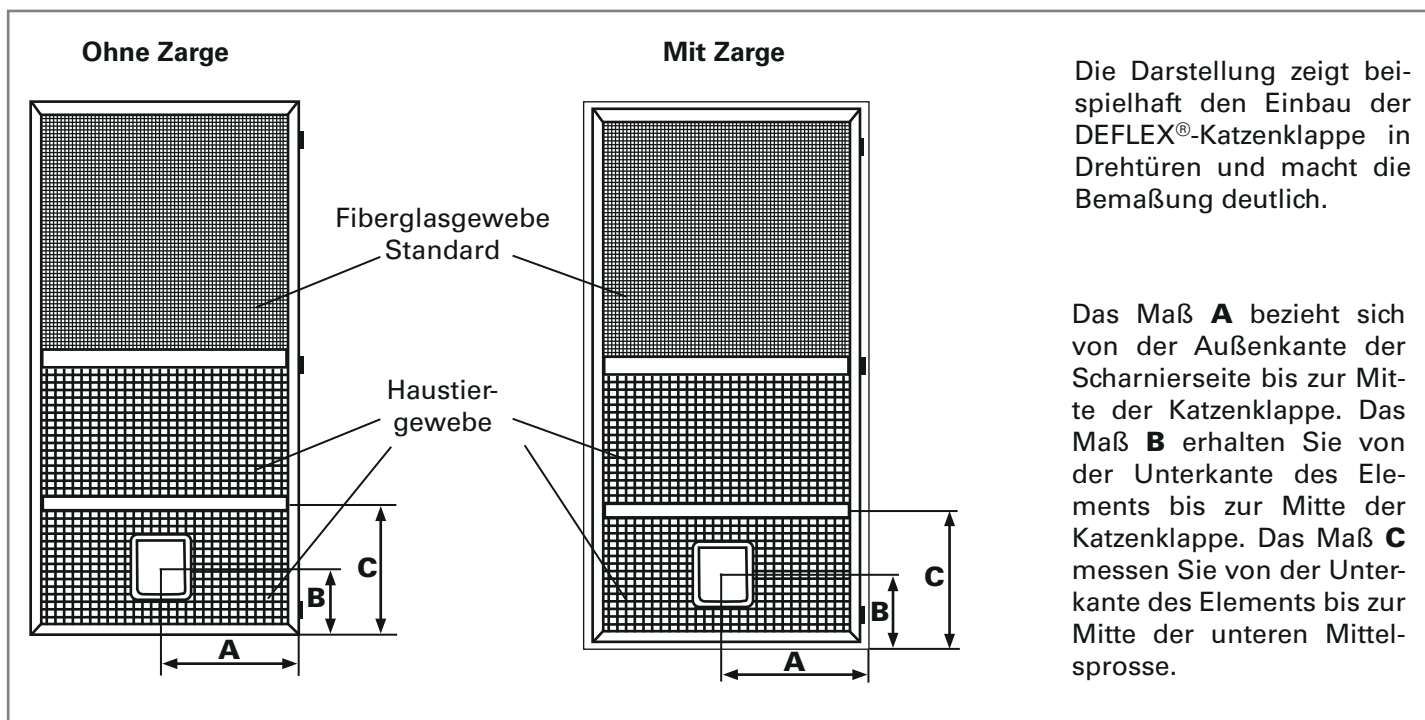 Ohne Zarge
Mit Zarge
Fiberglasgewebe
Standard
Haustier-
gewebe
C
B
A
C
B
A
Die Darstellung zeigt bei-
spielhaft den Einbau der
DEFLEX®-Katzenklappe in
Drehtüren und macht die
Bemaßung deutlich.
Das Maß A bezieht sich
von der Außenkante der
Scharnierseite bis zur Mit-
te der Katzenklappe. Das
Maß B erhalten Sie von
der Unterkante des Ele-
ments bis zur Mitte der
Katzenklappe. Das Maß C
messen Sie von der Unter-
kante des Elements bis zur
Mitte der unteren Mittel-
sprosse.